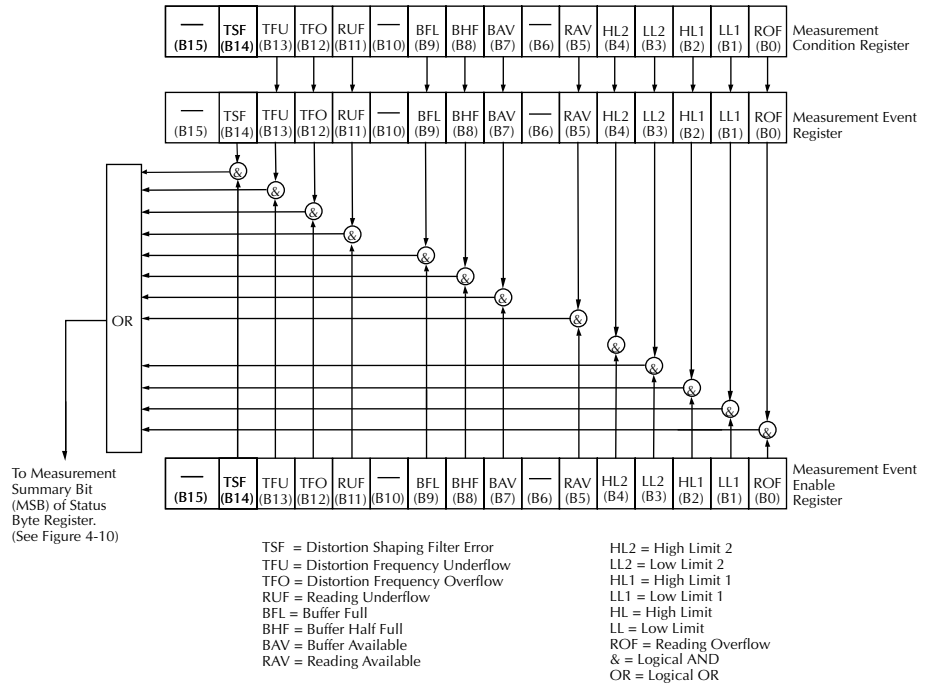 — TSF TFU TFO RUF — BFL BHF BAV — RAV HL2 LL2 HL1 LL1 ROF
(B15) (B14) (B13) (B12) (B11) (B10) (B9) (B8) (B7) (B6) (B5) (B4) (B3) (B2) (B1) (B0)
Measurement
Condition Register
— TSF TFU TFO RUF — BFL BHF BAV — RAV HL2 LL2 HL1 LL1 ROF
(B15) (B14) (B13) (B12) (B11) (B10) (B9) (B8) (B7) (B6) (B5) (B4) (B3) (B2) (B1) (B0)
Measurement Event
Register
&
&
&
&
&
&
&
&
&
&
&
&
&
OR
— TSF TFU TFO RUF — BFL BHF BAV — RAV HL2 LL2 HL1 LL1 ROF
(B15) (B14) (B13) (B12) (B11) (B10) (B9) (B8) (B7) (B6) (B5) (B4) (B3) (B2) (B1) (B0)
Measurement Event
Enable
Register
To Measurement
Summary Bit
(MSB) of Status
Byte Register.
(See Figure 4-10)
TSF = Distortion Shaping Filter Error
TFU = Distortion Frequency Underflow
TFO = Distortion Frequency Overflow
RUF = Reading Underflow
BFL = Buffer Full
BHF = Buffer Half Full
BAV = Buffer Available
RAV = Reading Available
HL2 = High Limit 2
LL2 = Low Limit 2
HL1 = High Limit 1
LL1 = Low Limit 1
HL = High Limit
LL = Low Limit
ROF = Reading Overflow
& = Logical AND
OR = Logical OR